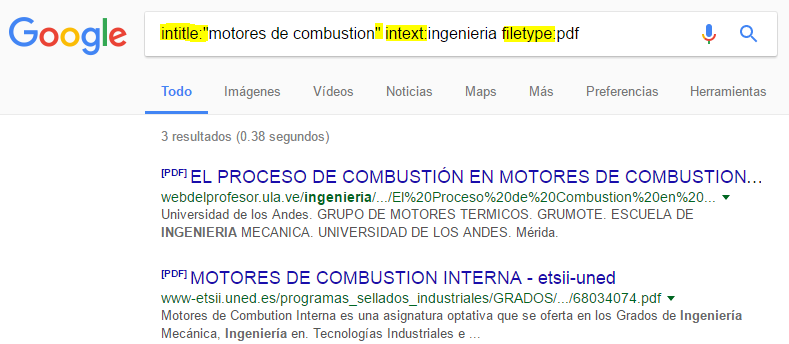 Google
intitle:"motores de combustion" intext:ingenieria filetype:pdf
Todo Imágenes Vídeos Noticias Maps Más Preferencias Herramientas
3 resultados (0.38 segundos)
[PDF] EL PROCESO DE COMBUSTIÓN EN MOTORES DE COMBUSTION...
webdelprofesor.ula.ve/ingenieria/.../El%20Proceso%20de%20Combustion%20en%20...
Universidad de los Andes. GRUPO DE MOTORES TERMICOS. GRUMOTE. ESCUELA DE
INGENIERIA MECANICA. UNIVERSIDAD DE LOS ANDES. Mérida.
[PDF] MOTORES DE COMBUSTION INTERNA - etsii-uned
www-etsii.uned.es/programas_sellados_industriales/GRADOS/.../68034074.pdf
Motores de Combution Interna es una asignatura optativa que se oferta en los Grados de Ingeniería
Mecánica, Ingeniería en. Tecnologías Industriales e ...